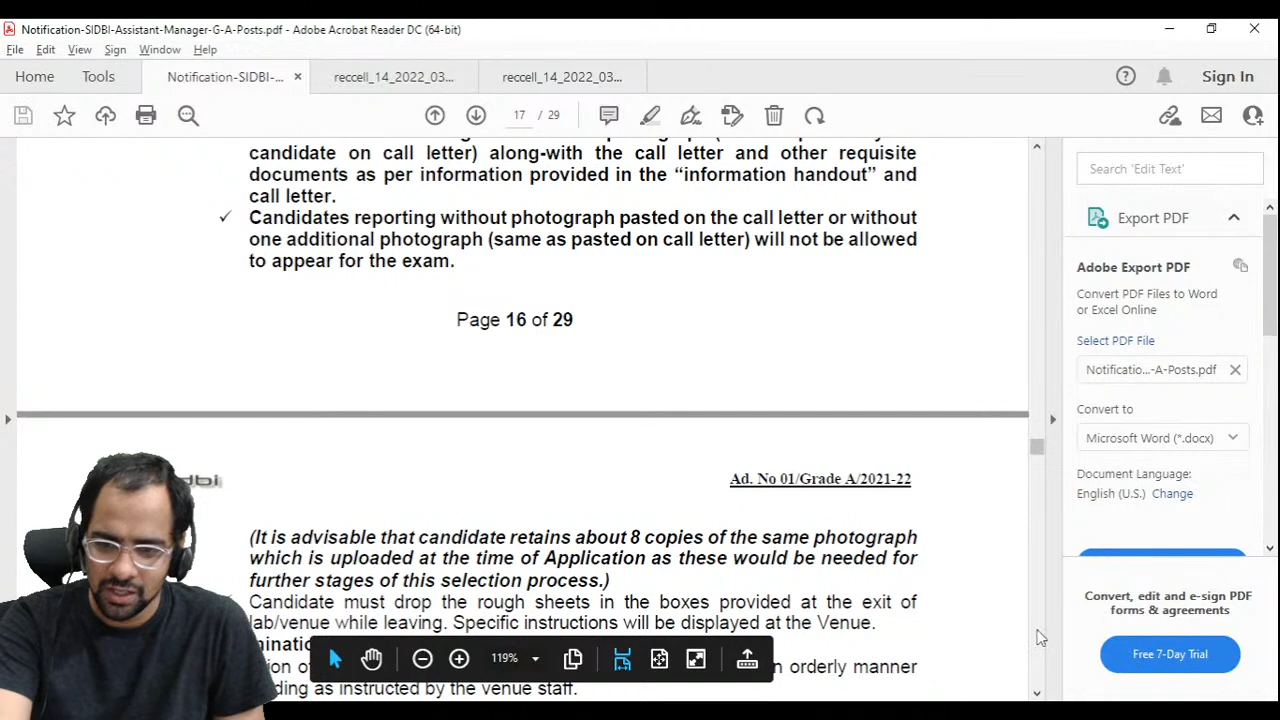 Notification-SIDBI-Assistant-Manager-G-A-Posts.pdf - Adobe Acrobat Reader DC (64-bit)
File Edit View Sign Window Help
Home Tools Notification-SIDBI-... × reccell_14_2022_03... reccell_14_2022_03... Sign In
17 / 29
candidate on call letter) along-with the call letter and other requisite
documents as per information provided in the “information handout” and
call letter.
✓ Candidates reporting without photograph pasted on the call letter or without
one additional photograph (same as pasted on call letter) will not be allowed
to appear for the exam.
Page 16 of 29
dbi
Ad. No 01/Grade A/2021-22
(It is advisable that candidate retains about 8 copies of the same photograph
which is uploaded at the time of Application as these would be needed for
further stages of this selection process.)
Candidate must drop the rough sheets in the boxes provided at the exit of
lab/venue while leaving. Specific instructions will be displayed at the Venue.
n orderly manner
as instructed by the venue staff.
119%
Search 'Edit Text'
Export PDF
Adobe Export PDF
Convert PDF Files to Word
or Excel Online
Select PDF File
Notificatio...-A-Posts.pdf ×
Convert to
Microsoft Word (*.docx)
Document Language:
English (U.S.) Change
Convert, edit and e-sign PDF
forms & agreements
Free 7-Day Trial